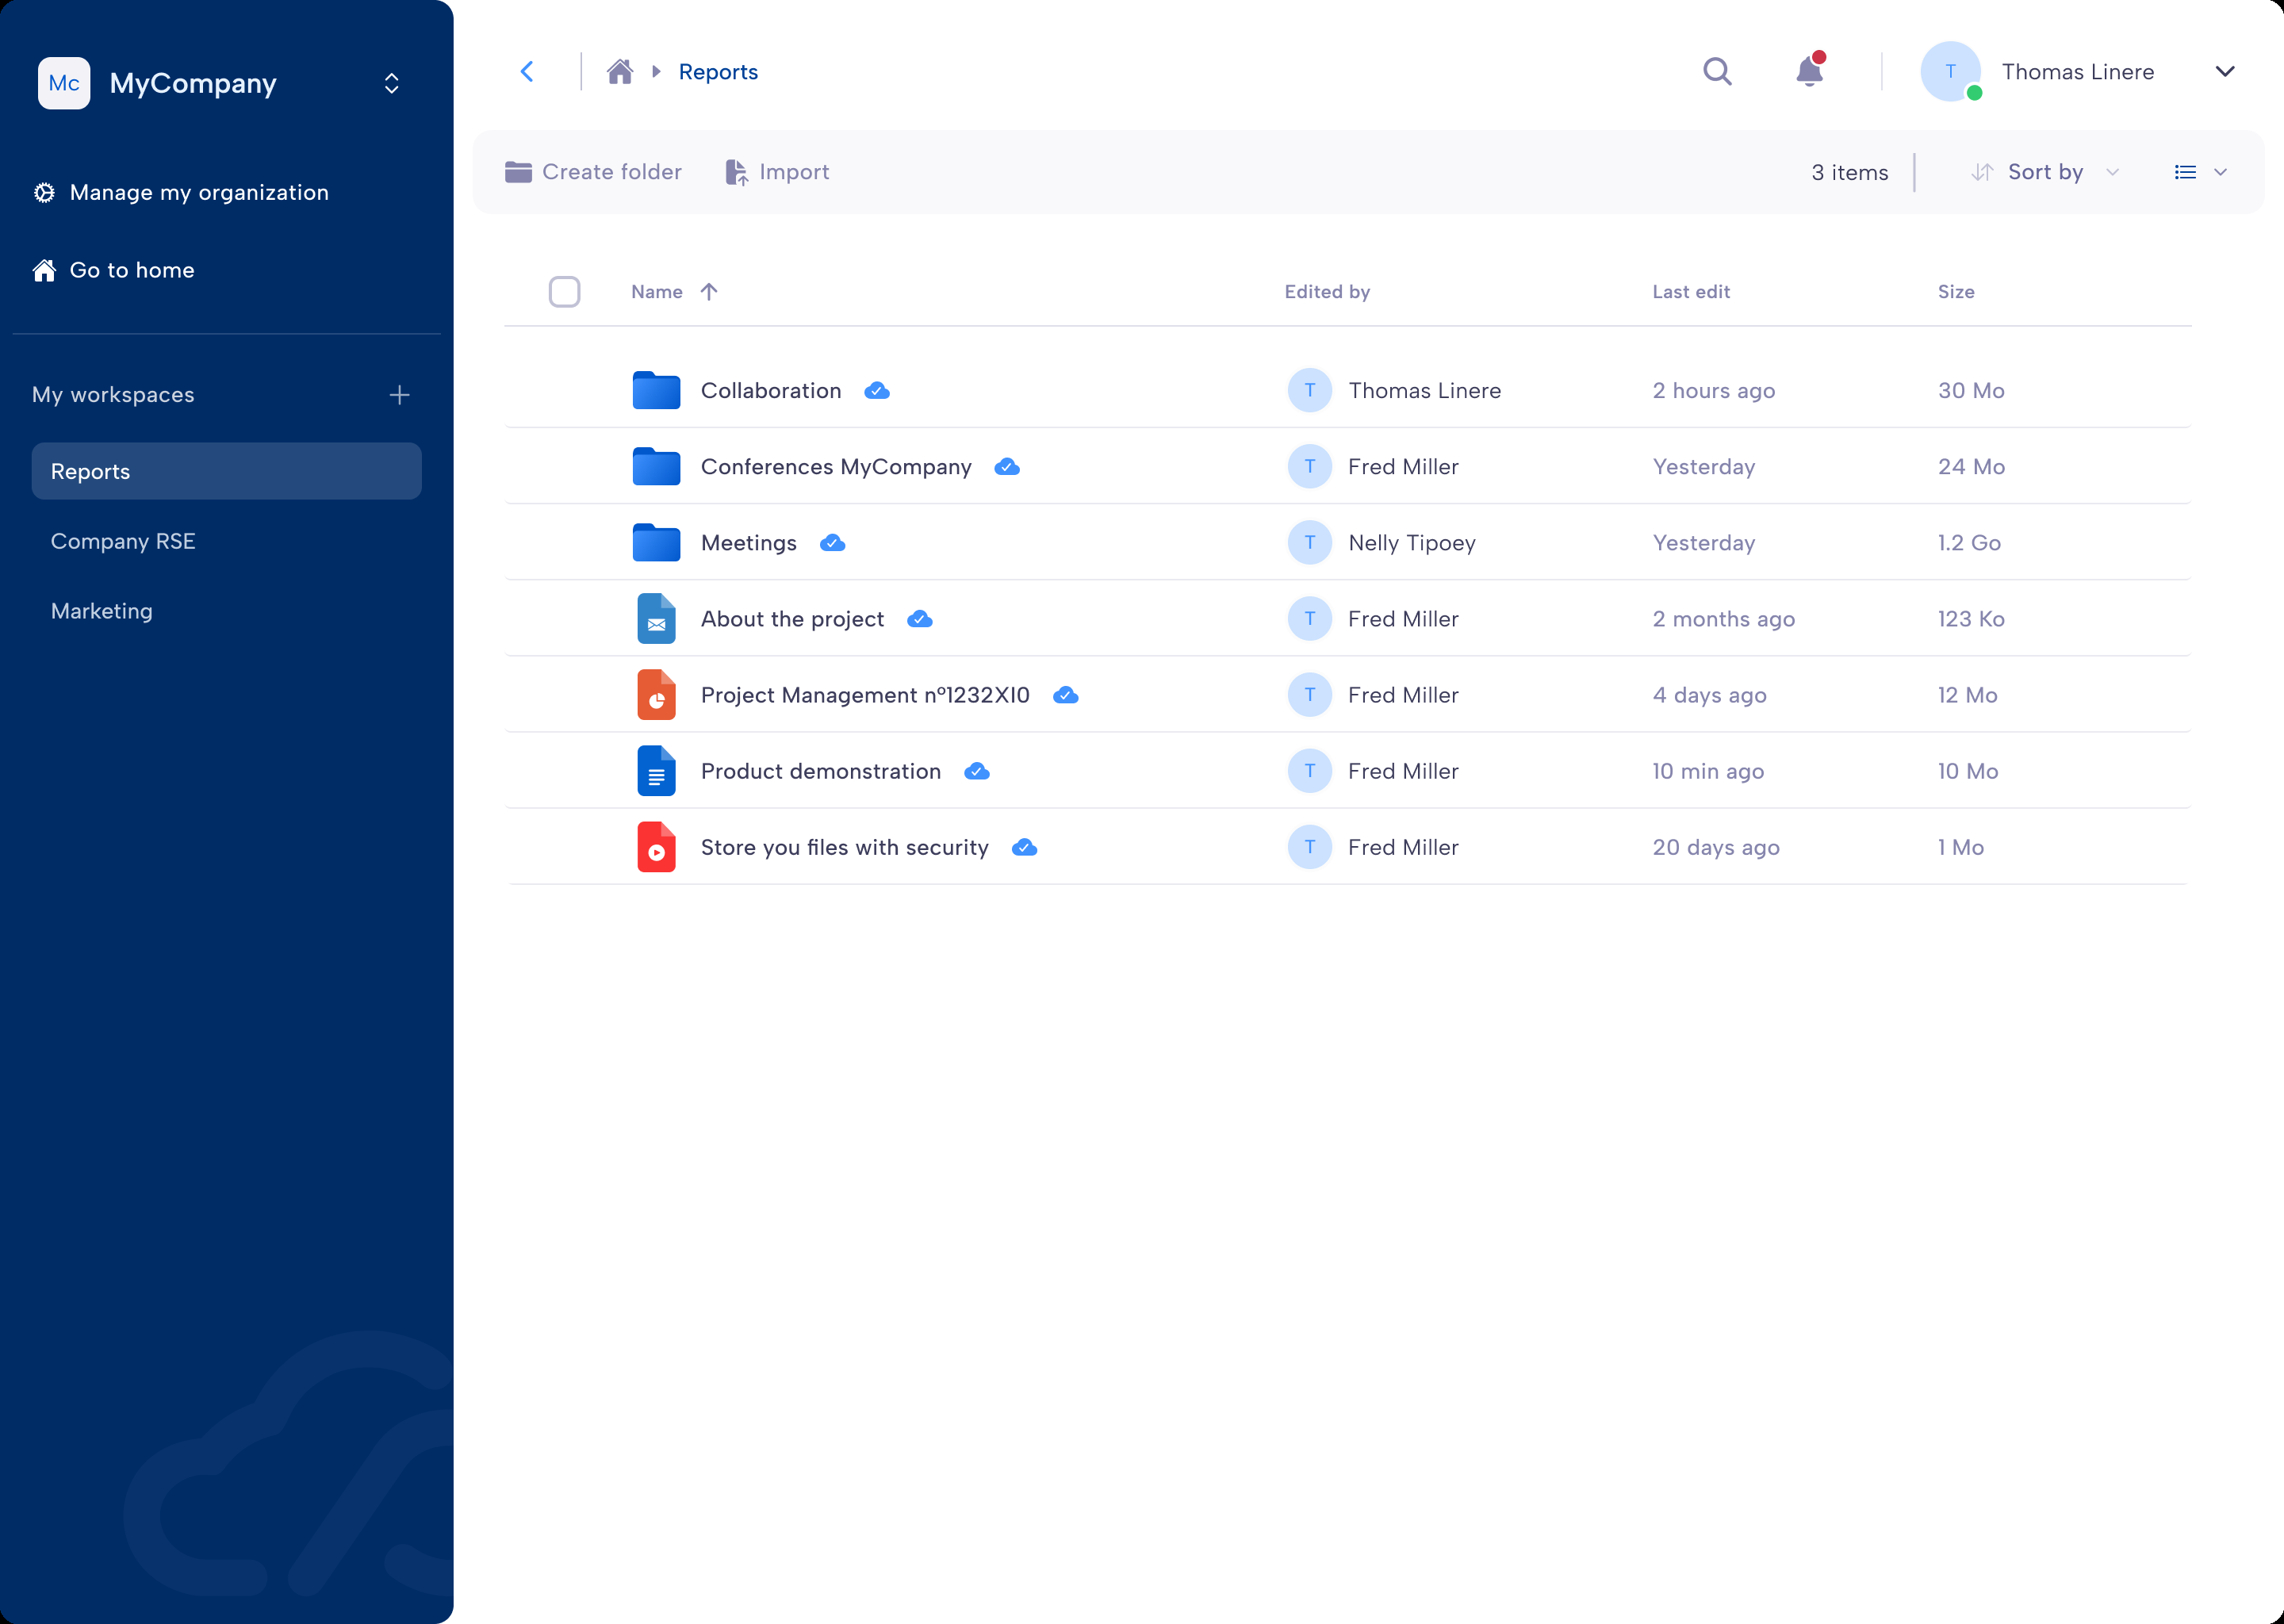 Mc MyCompany
Manage my organization
Go to home
My workspaces
Reports
Company RSE
Marketing
Reports
T Thomas Linere
Create folder Import 3 items Sort by
Name Edited by Last edit Size
Collaboration T Thomas Linere 2 hours ago 30 Mo
Conferences MyCompany T Fred Miller Yesterday 24 Mo
Meetings T Nelly Tipoey Yesterday 1.2 Go
About the project T Fred Miller 2 months ago 123 Ko
Project Management n°1232XI0 T Fred Miller 4 days ago 12 Mo
Product demonstration T Fred Miller 10 min ago 10 Mo
Store you files with security T Fred Miller 20 days ago 1 Mo